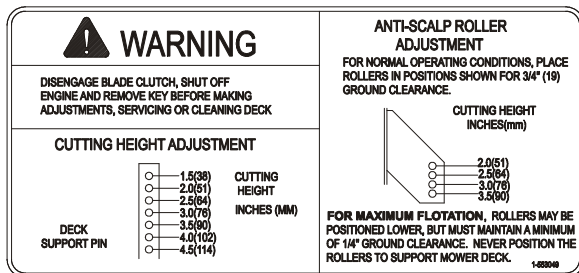 WARNING
DISENGAGE BLADE CLUTCH, SHUT OFF
ENGINE AND REMOVE KEY BEFORE MAKING
ADJUSTMENTS, SERVICING OR CLEANING DECK
CUTTING HEIGHT ADJUSTMENT
1.5(38)
2.0(51)
2.5(64)
3.0(76)
3.5(90)
4.0(102)
4.5(114)
CUTTING
HEIGHT
INCHES (MM)
DECK
SUPPORT PIN
ANTI-SCALP ROLLER
ADJUSTMENT
FOR NORMAL OPERATING CONDITIONS, PLACE
ROLLERS IN POSITIONS SHOWN FOR 3/4" (19)
GROUND CLEARANCE.
CUTTING HEIGHT
INCHES(mm)
2.0(51)
2.5(64)
3.0(76)
3.5(90)
FOR MAXIMUM FLOTATION, ROLLERS MAY BE
POSITIONED LOWER, BUT MUST MAINTAIN A MINIMUM
OF 1/4" GROUND CLEARANCE. NEVER POSITION THE
ROLLERS TO SUPPORT MOWER DECK.
1-553049